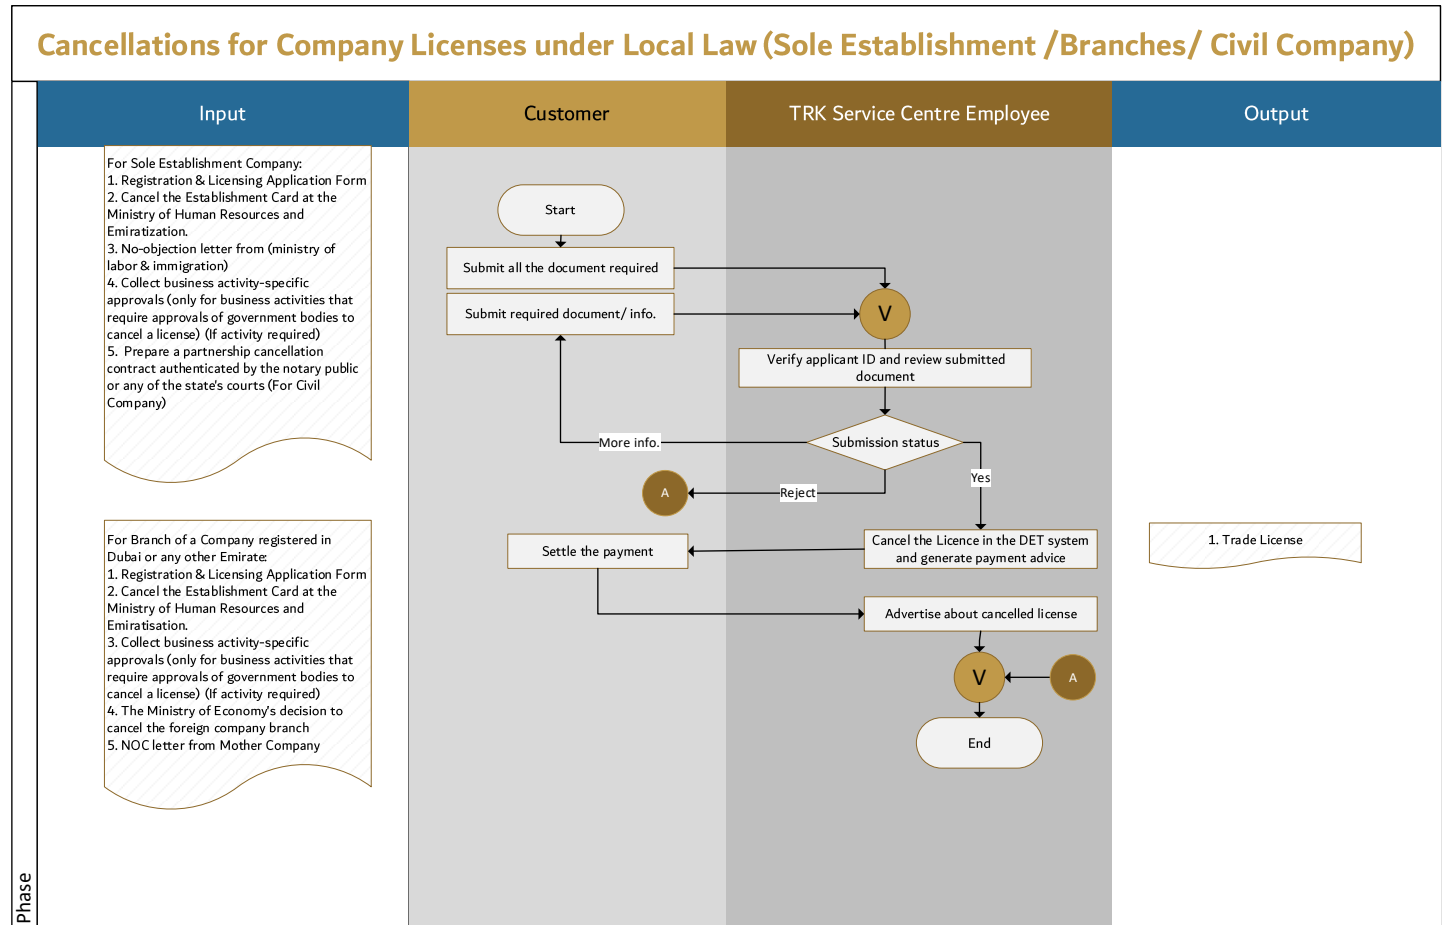 Cancellations for Company Licenses under Local Law (Sole Establishment /Branches/ Civil Company)
Input
Customer
TRK Service Centre Employee
Output
For Sole Establishment Company:
1. Registration & Licensing Application Form
2. Cancel the Establishment Card at the
Ministry of Human Resources and
Emiratization.
3. No-objection letter from (ministry of
labor & immigration)
4. Collect business activity-specific
approvals (only for business activities that
require approvals of government bodies to
cancel a license) (If activity required)
5.  Prepare a partnership cancellation
contract authenticated by the notary public
or any of the state's courts (For Civil
Company)
Start
Submit all the document required
Submit required document/ info.
V
Verify applicant ID and review submitted
document
Submission status
More info.
Yes
Reject
A
For Branch of a Company registered in
Dubai or any other Emirate:
1. Registration & Licensing Application Form
2. Cancel the Establishment Card at the
Ministry of Human Resources and
Emiratisation.
3. Collect business activity-specific
approvals (only for business activities that
require approvals of government bodies to
cancel a license) (If activity required)
4. The Ministry of Economy's decision to
cancel the foreign company branch
5. NOC letter from Mother Company
Settle the payment
Cancel the Licence in the DET system
and generate payment advice
1. Trade License
Advertise about cancelled license
V
A
End
Phase